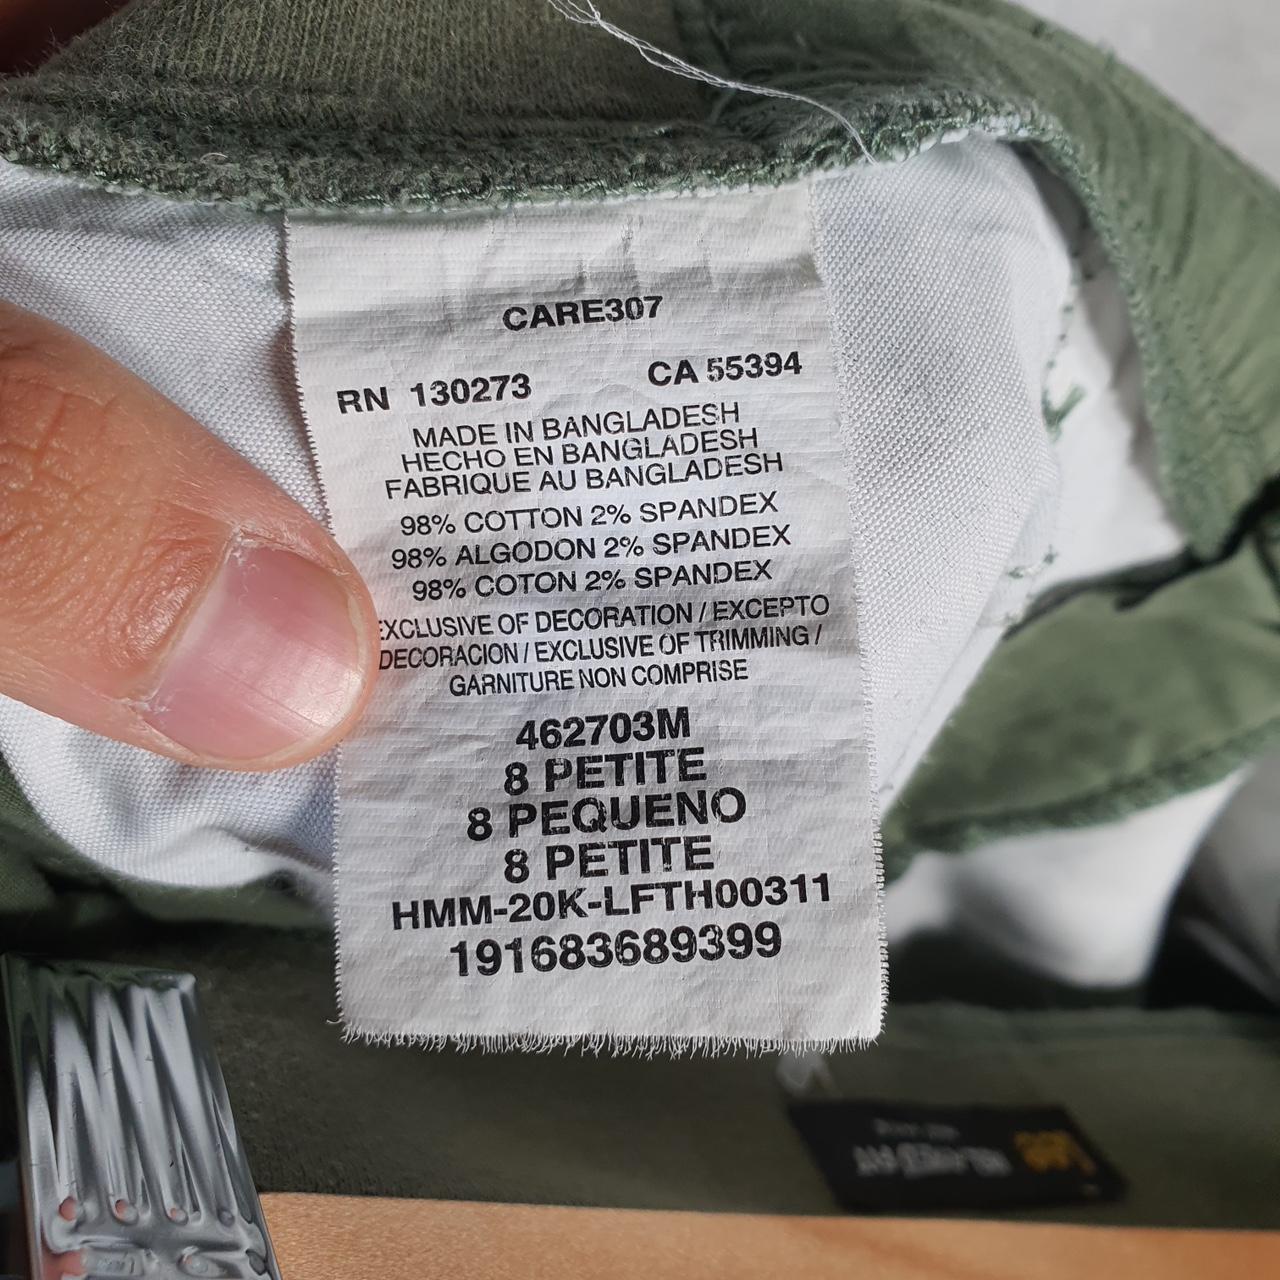 CARE307
RN 130273 CA 55394
MADE IN BANGLADESH
HECHO EN BANGLADESH
FABRIQUE AU BANGLADESH
98% COTTON 2% SPANDEX
98% ALGODON 2% SPANDEX
98% COTON 2% SPANDEX
EXCLUSIVE OF DECORATION / EXCEPTO
DECORACION / EXCLUSIVE OF TRIMMING /
GARNITURE NON COMPRISE
462703M
8 PETITE
8 PEQUENO
8 PETITE
HMM-20K-LFTH00311
191683689399
Lee